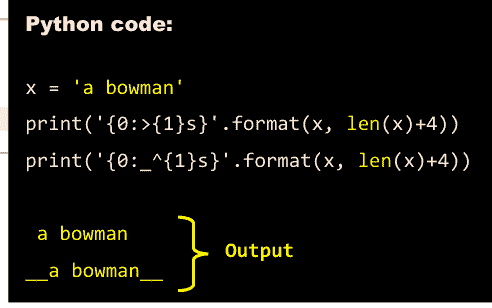 Python code:
x = 'a bowman'
print('{0:>{1}s}'.format(x, len(x)+4))
print('{0:_^{1}s}'.format(x, len(x)+4))
a bowman
__a bowman__
Output